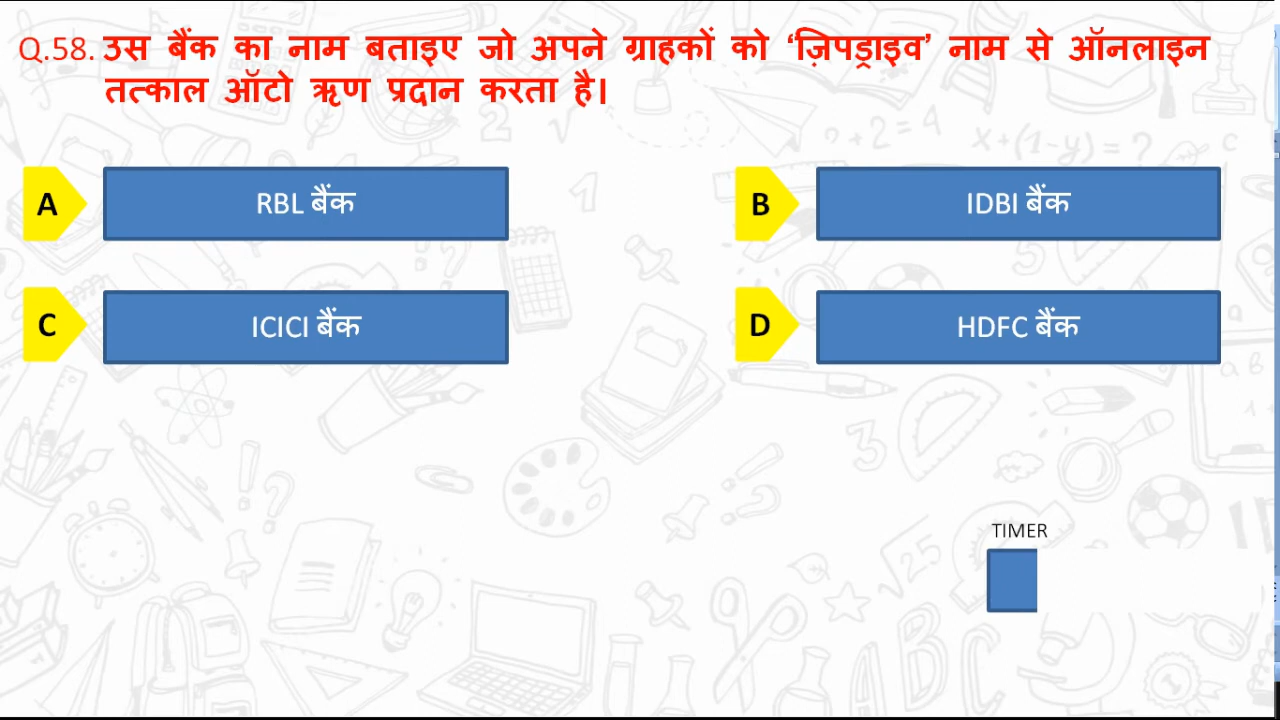 Q.58. उस बैंक का नाम बताइए जो अपने ग्राहकों को ‘ज़िपड्राइव’ नाम से ऑनलाइन
तत्काल ऑटो ऋण प्रदान करता है।
A RBL बैंक
B IDBI बैंक
C ICICI बैंक
D HDFC बैंक
TIMER